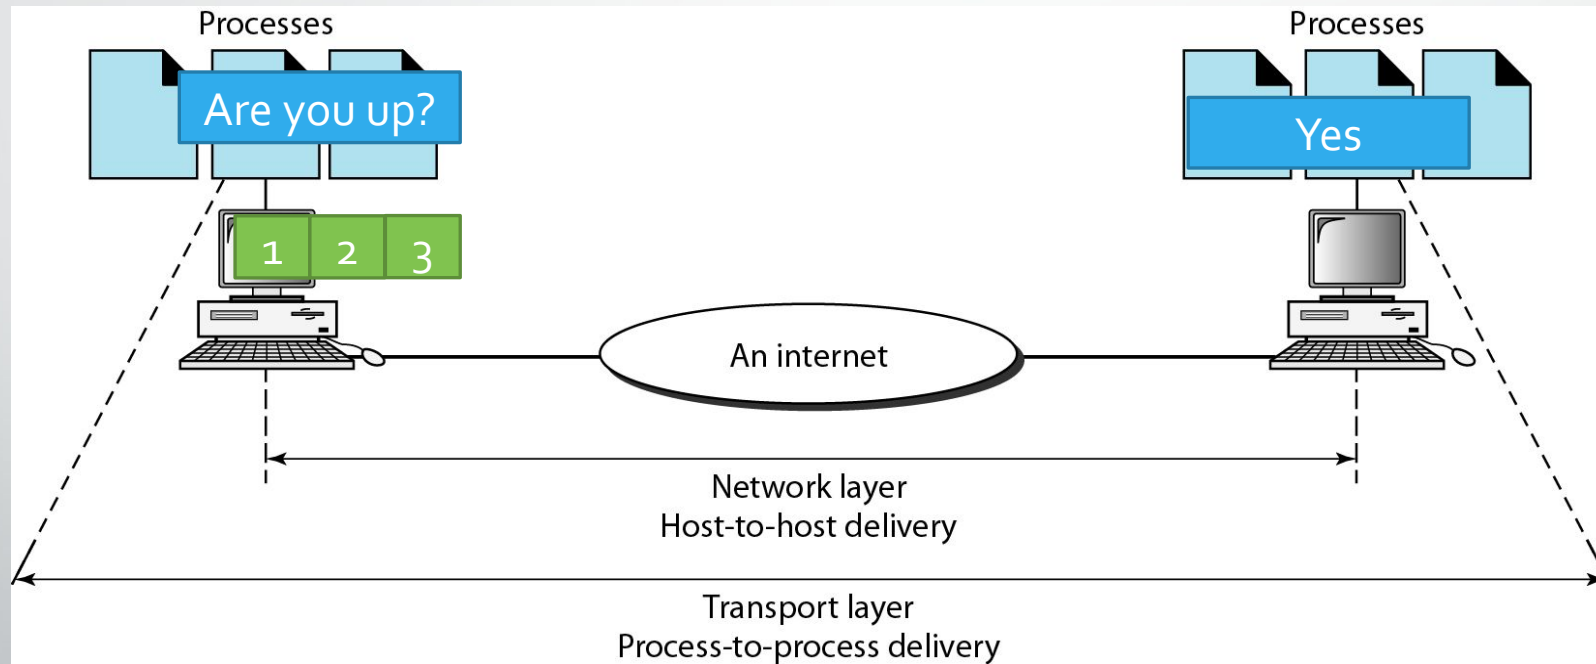 Processes
Processes
Are you up?
Yes
1 2 3
An internet
Network layer
Host-to-host delivery
Transport layer
Process-to-process delivery